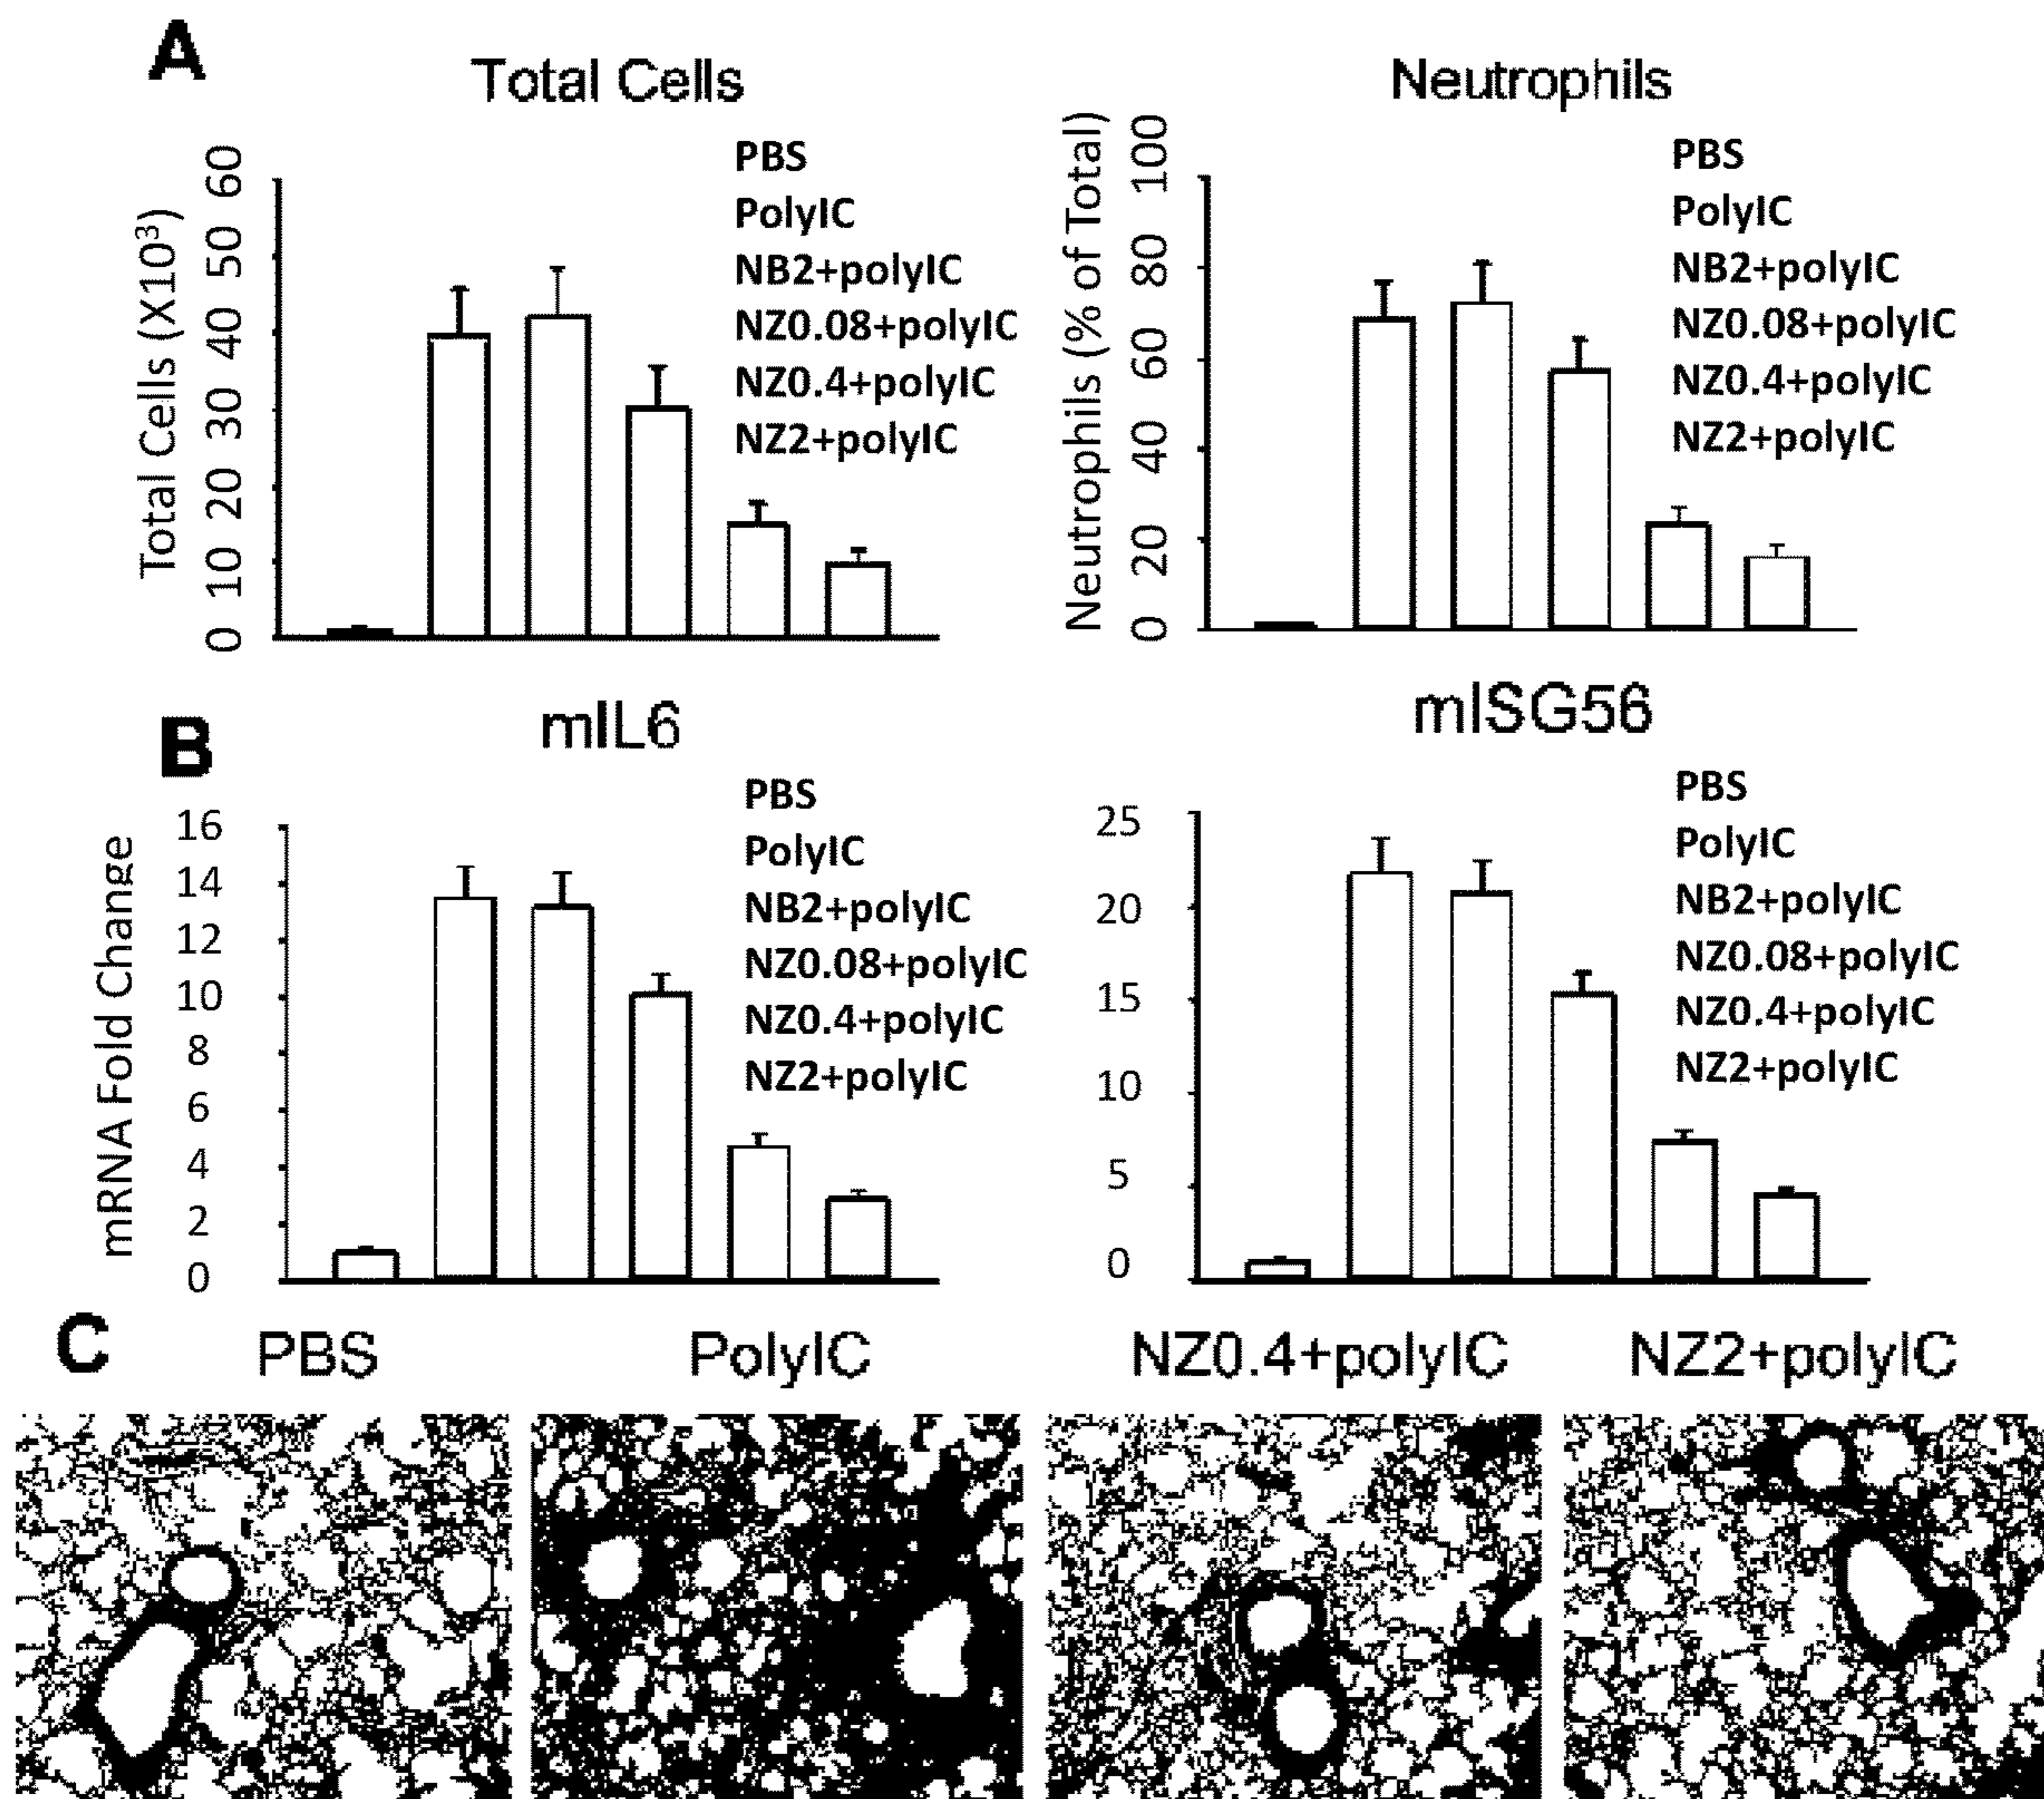 A
Total Cells
Total Cells (X10³)
60
50
40
30
20
10
0
PBS
PolyIC
NB2+polyIC
NZ0.08+polyIC
NZ0.4+polyIC
NZ2+polyIC
Neutrophils
Neutrophils (% of Total)
100
80
60
40
20
0
PBS
PolyIC
NB2+polyIC
NZ0.08+polyIC
NZ0.4+polyIC
NZ2+polyIC
B
mIL6
mRNA Fold Change
16
14
12
10
8
6
4
2
0
PBS
PolyIC
NB2+polyIC
NZ0.08+polyIC
NZ0.4+polyIC
NZ2+polyIC
mISG56
25
20
15
10
5
0
PBS
PolyIC
NB2+polyIC
NZ0.08+polyIC
NZ0.4+polyIC
NZ2+polyIC
C
PBS
PolyIC
NZ0.4+polyIC
NZ2+polyIC